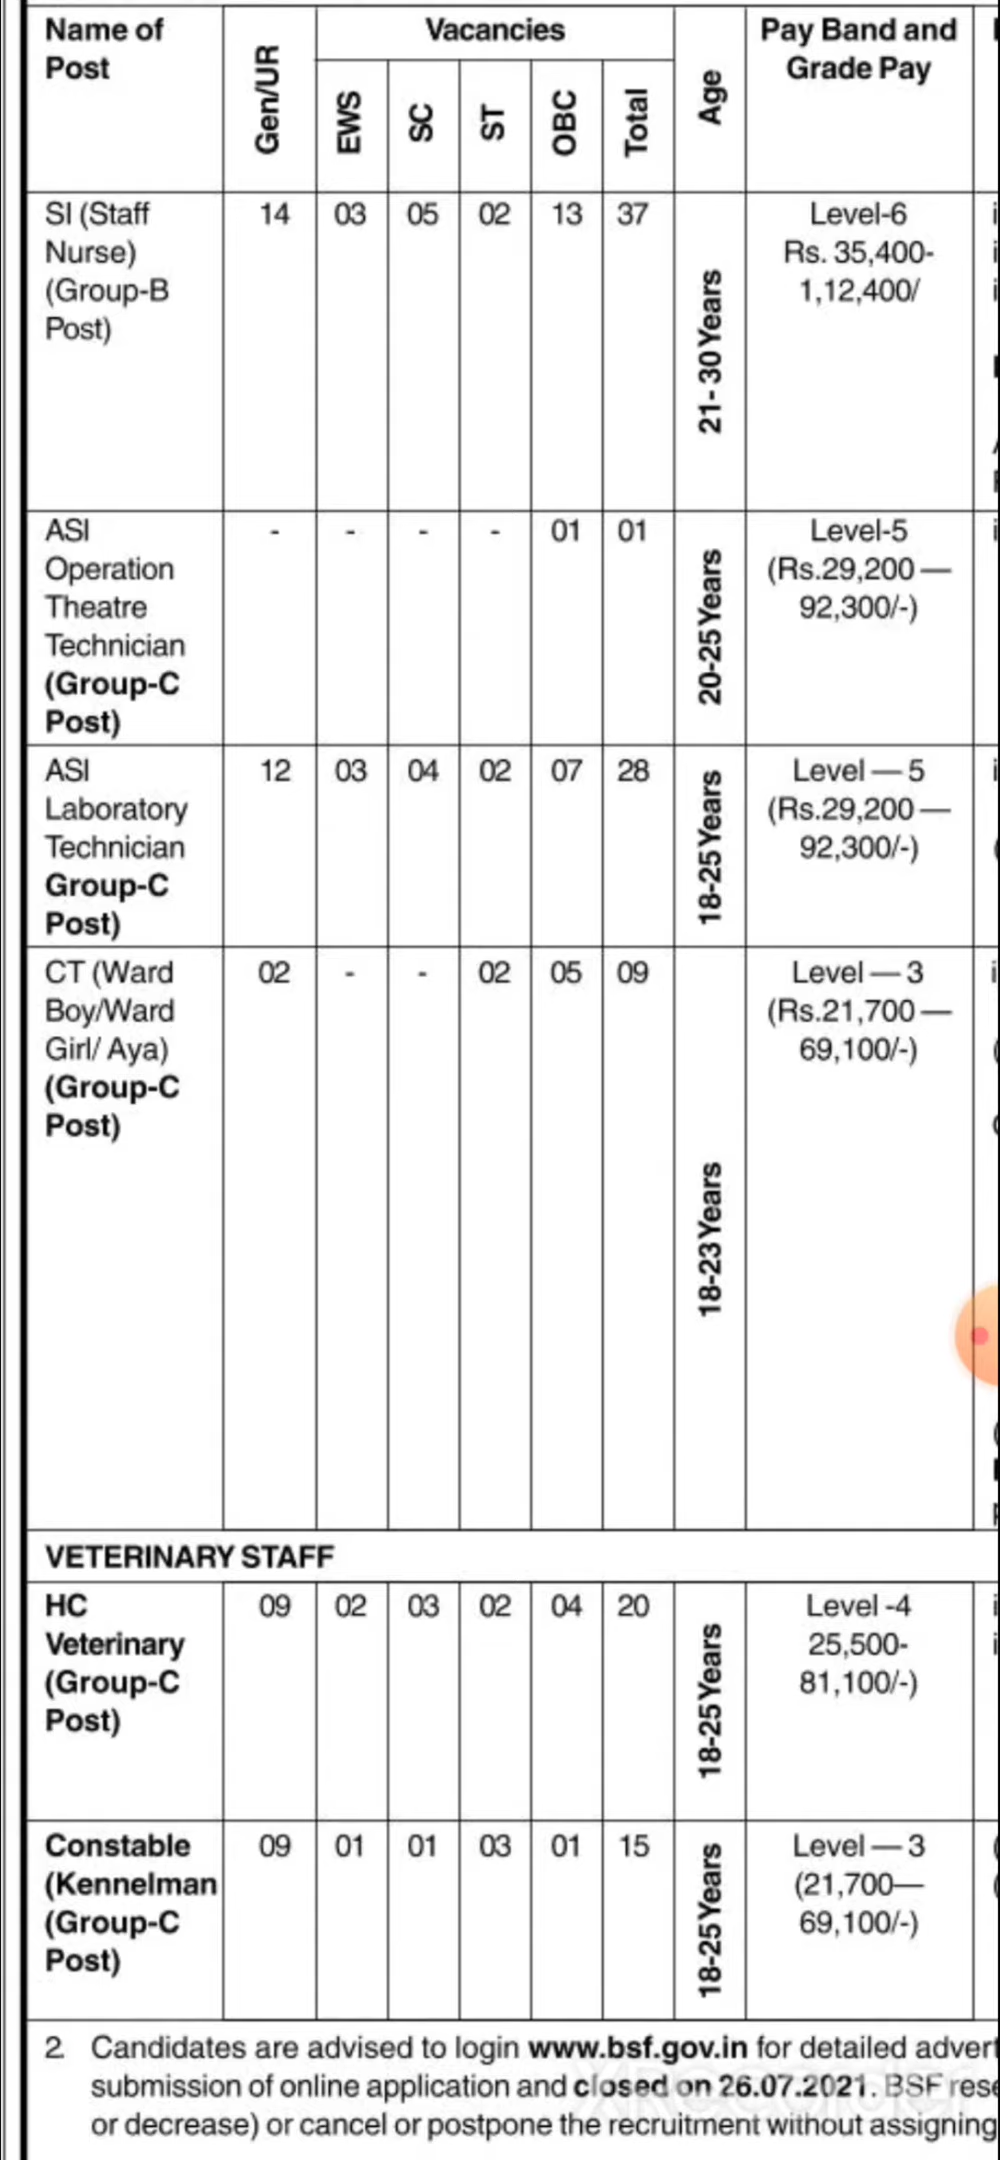 Name of Post | Gen/UR | Vacancies | Age | Pay Band and Grade Pay
EWS | SC | ST | OBC | Total
SI (Staff Nurse) (Group-B Post) | 14 | 03 | 05 | 02 | 13 | 37 | 21- 30 Years | Level-6 Rs. 35,400- 1,12,400/
ASI Operation Theatre Technician (Group-C Post) | - | - | - | - | 01 | 01 | 20-25 Years | Level-5 (Rs.29,200 — 92,300/-)
ASI Laboratory Technician Group-C Post) | 12 | 03 | 04 | 02 | 07 | 28 | 18-25 Years | Level — 5 (Rs.29,200 — 92,300/-)
CT (Ward Boy/Ward Girl/ Aya) (Group-C Post) | 02 | - | - | 02 | 05 | 09 | 18-23 Years | Level — 3 (Rs.21,700 — 69,100/-)
VETERINARY STAFF
HC Veterinary (Group-C Post) | 09 | 02 | 03 | 02 | 04 | 20 | 18-25 Years | Level -4 25,500- 81,100/-)
Constable (Kennelman (Group-C Post) | 09 | 01 | 01 | 03 | 01 | 15 | 18-25 Years | Level — 3 (21,700— 69,100/-)
2. Candidates are advised to login www.bsf.gov.in for detailed advert
submission of online application and closed on 26.07.2021. BSF rese
or decrease) or cancel or postpone the recruitment without assigning
XRecorder